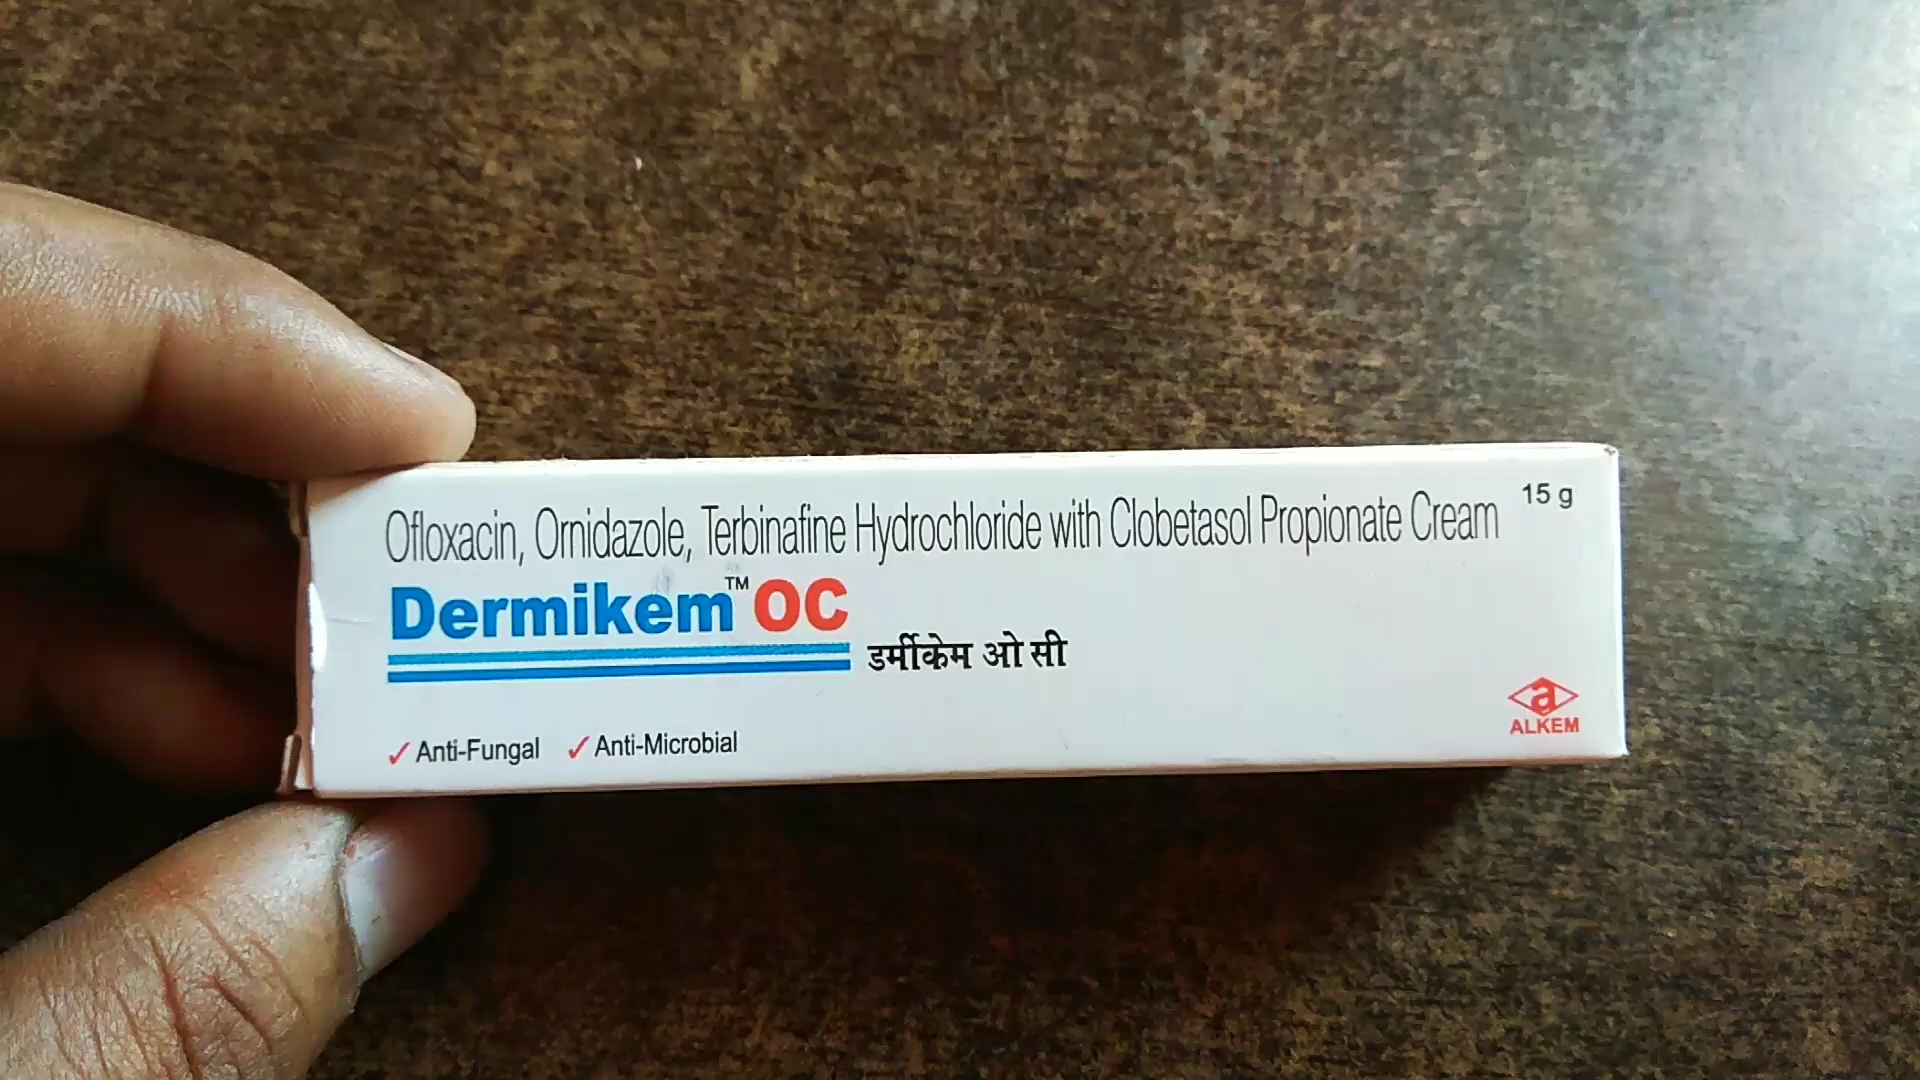 Ofloxacin, Ornidazole, Terbinafine Hydrochloride with Clobetasol Propionate Cream 15 g
Dermikem™ OC
डर्मीकेम ओ सी
✓ Anti-Fungal ✓ Anti-Microbial
a
ALKEM